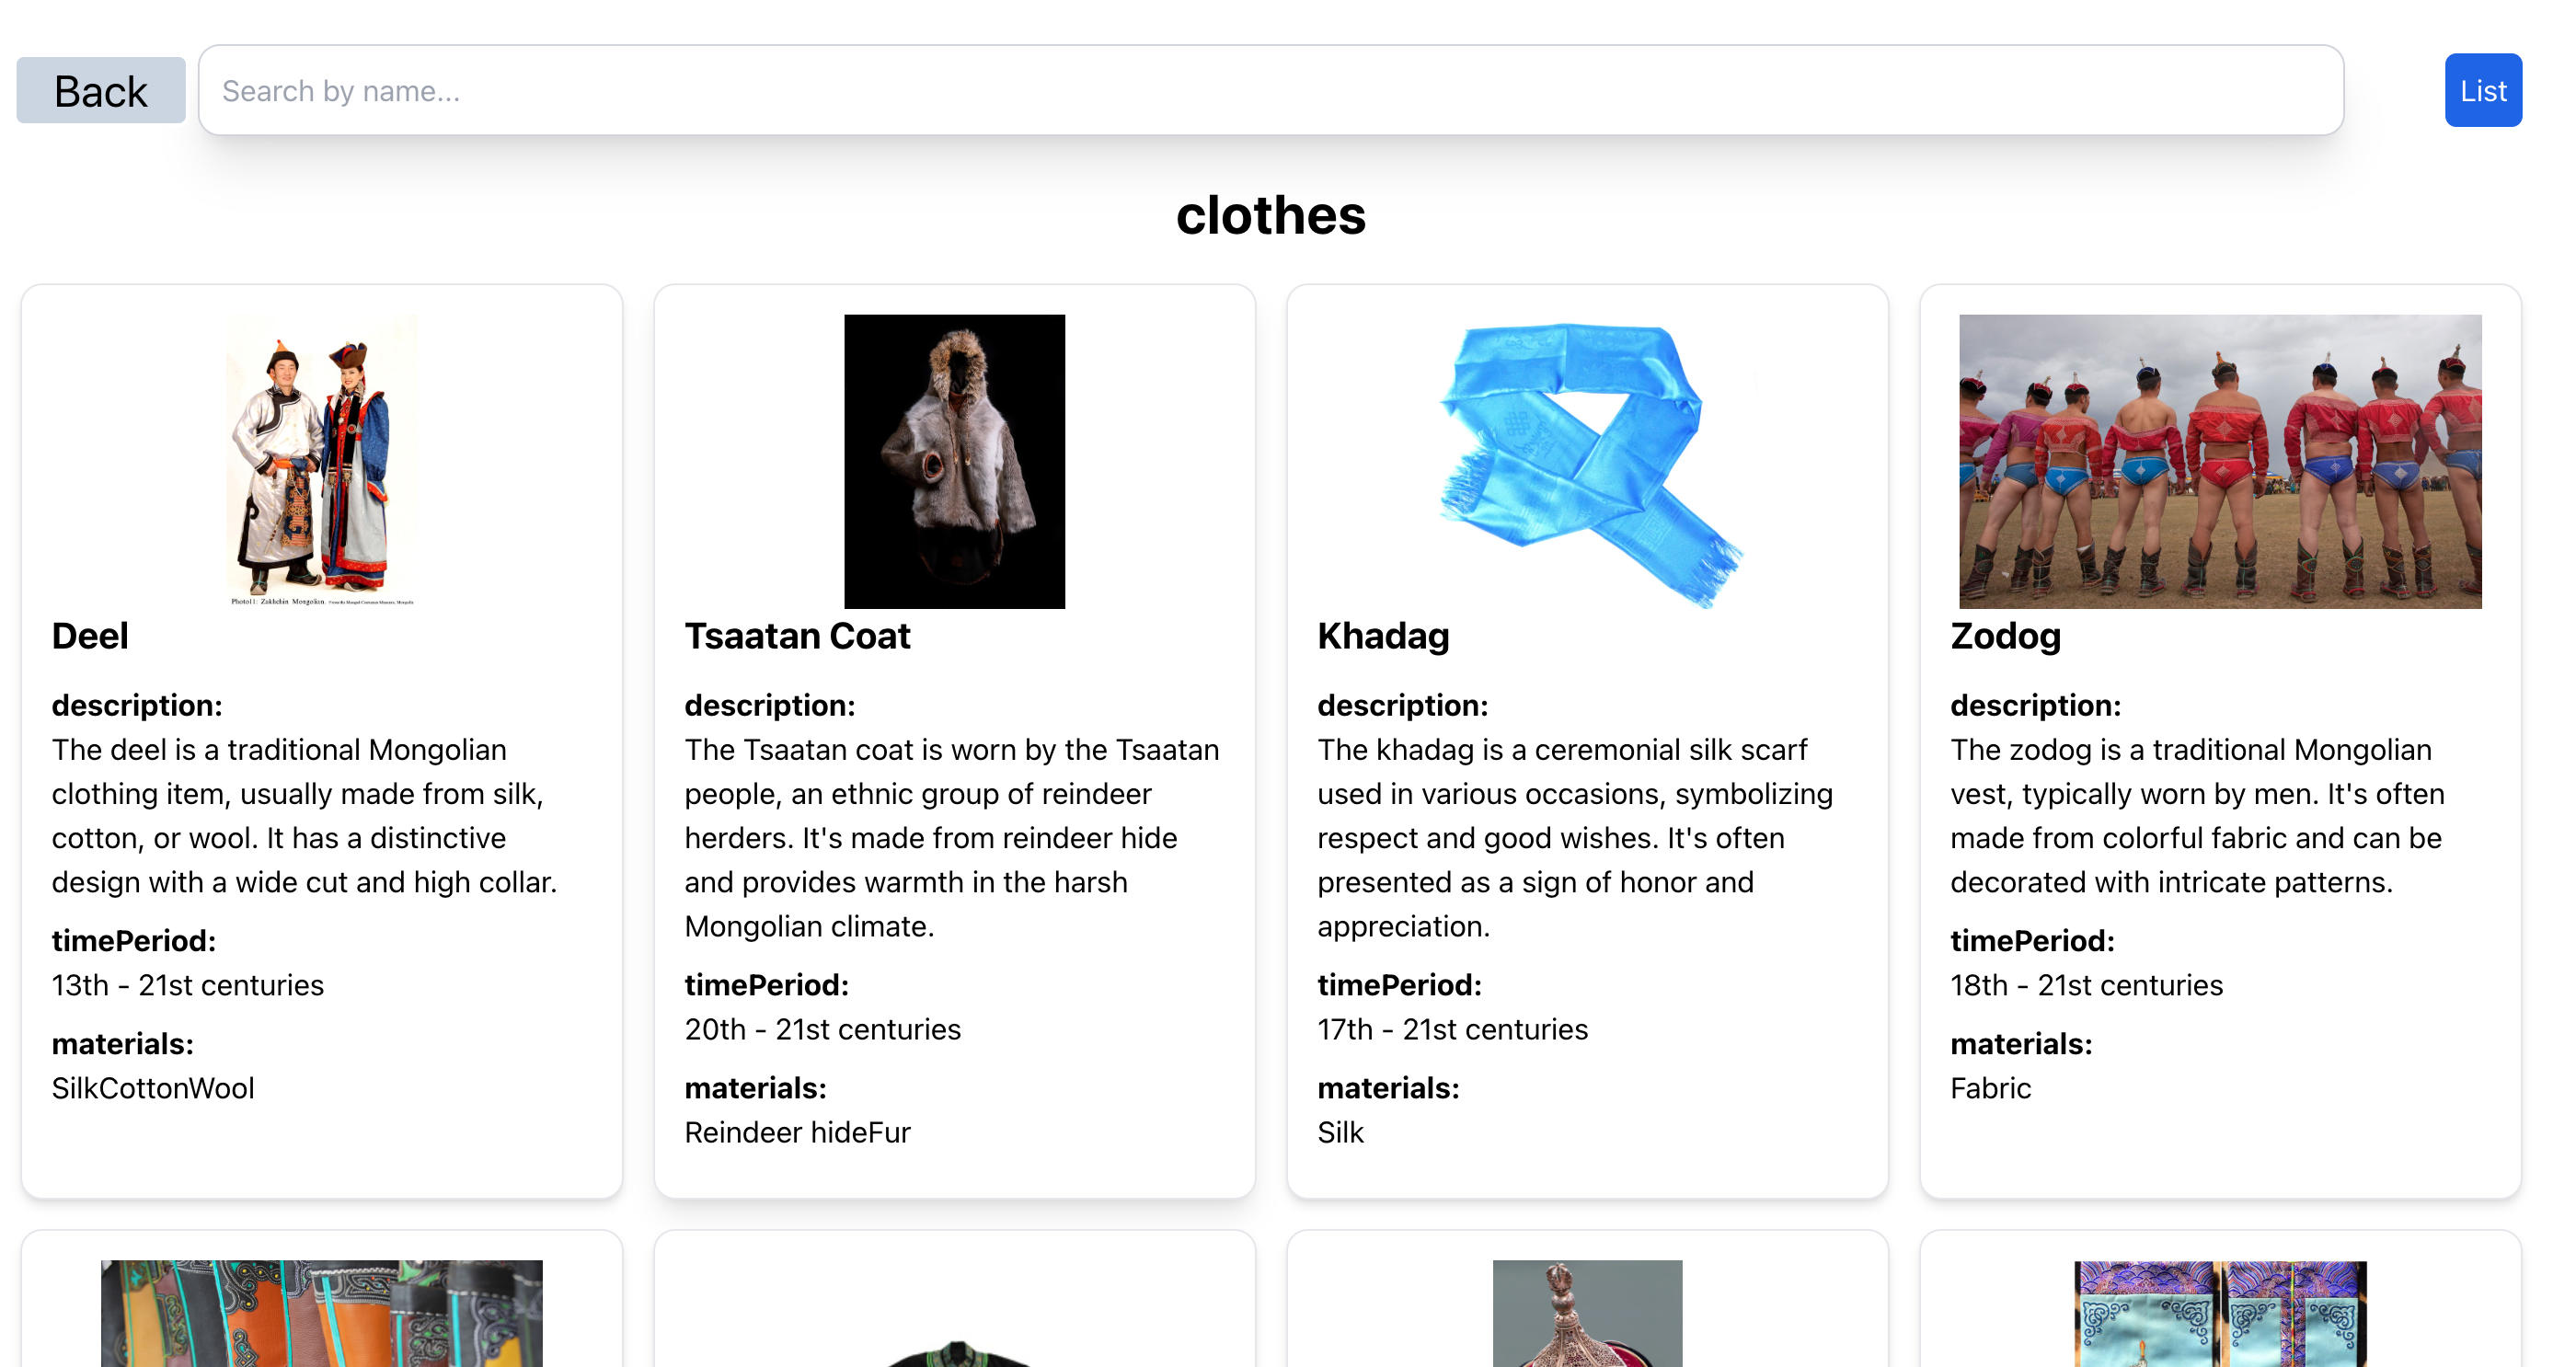 Back
Search by name...
List
clothes
Photo11: Zakhchin Mongolian.
Deel
description:
The deel is a traditional Mongolian
clothing item, usually made from silk,
cotton, or wool. It has a distinctive
design with a wide cut and high collar.
timePeriod:
13th - 21st centuries
materials:
SilkCottonWool
Tsaatan Coat
description:
The Tsaatan coat is worn by the Tsaatan
people, an ethnic group of reindeer
herders. It's made from reindeer hide
and provides warmth in the harsh
Mongolian climate.
timePeriod:
20th - 21st centuries
materials:
Reindeer hideFur
Khadag
description:
The khadag is a ceremonial silk scarf
used in various occasions, symbolizing
respect and good wishes. It's often
presented as a sign of honor and
appreciation.
timePeriod:
17th - 21st centuries
materials:
Silk
Zodog
description:
The zodog is a traditional Mongolian
vest, typically worn by men. It's often
made from colorful fabric and can be
decorated with intricate patterns.
timePeriod:
18th - 21st centuries
materials:
Fabric